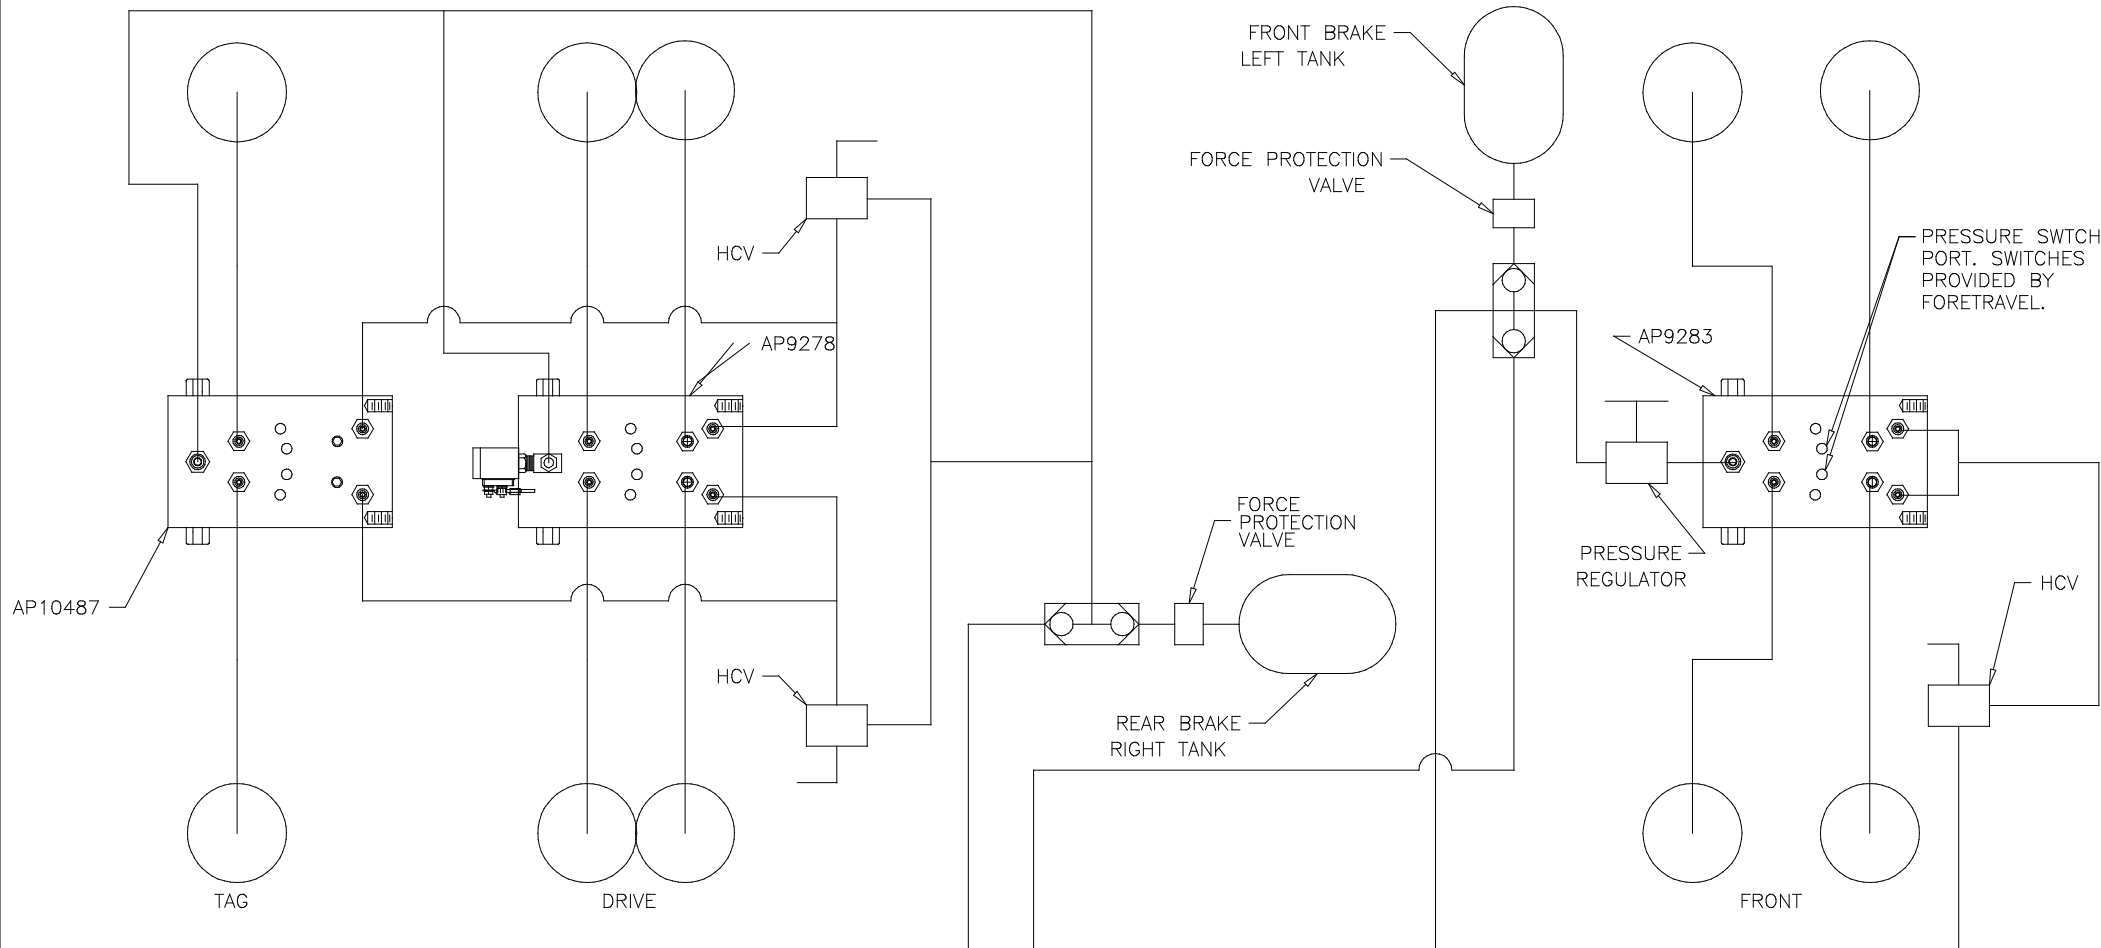 FRONT BRAKE
LEFT TANK
FORCE PROTECTION
VALVE
HCV
PRESSURE SWTCH
PORT. SWITCHES
PROVIDED BY
FORETRAVEL.
AP9278
AP9283
FORCE
PROTECTION
VALVE
PRESSURE
REGULATOR
HCV
AP10487
HCV
REAR BRAKE
RIGHT TANK
TAG
DRIVE
FRONT